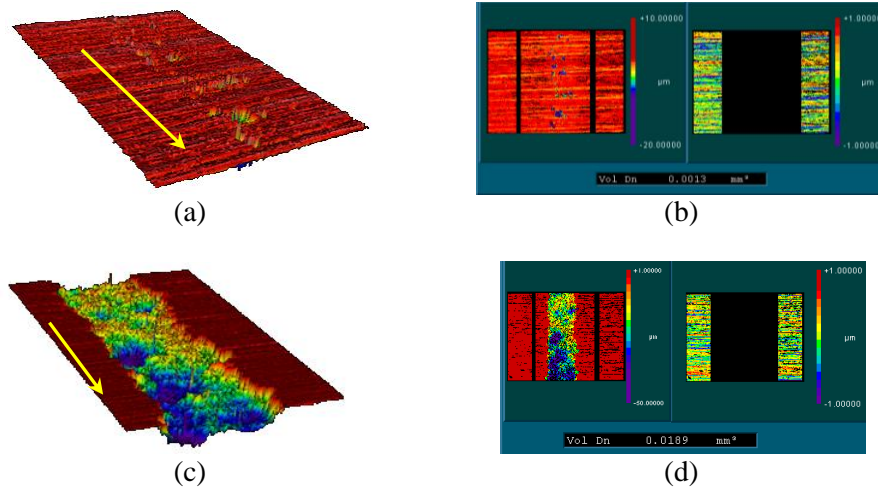 +10.00000
μm
-20.00000
+1.00000
μm
-1.00000
Vol Dn 0.0013 mm³
(a)
(b)
+1.00000
μm
-50.00000
+1.00000
μm
-1.00000
Vol Dn 0.0189 mm³
(c)
(d)